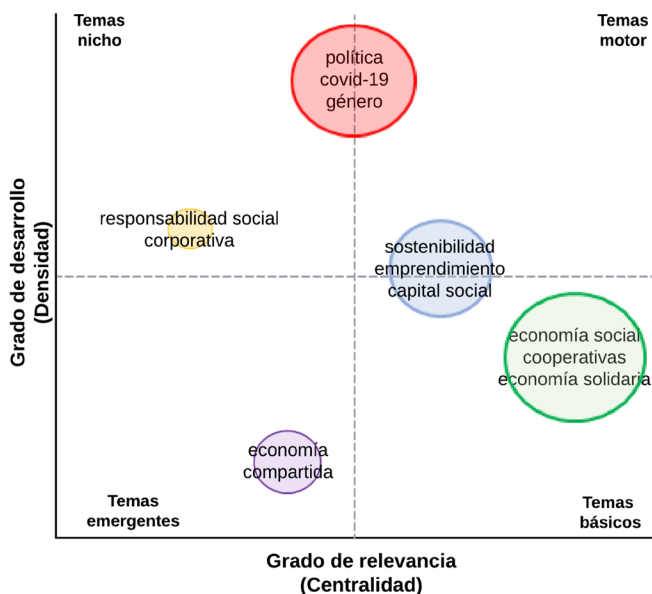 Temas
nicho
Temas
motor
política
covid-19
género
responsabilidad social
corporativa
sostenibilidad
emprendimiento
capital social
economía social
cooperativas
economía solidaria
economía
compartida
Temas
emergentes
Temas
básicos
Grado de desarrollo
(Densidad)
Grado de relevancia
(Centralidad)